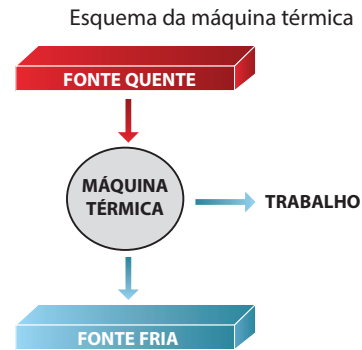 Esquema da máquina térmica
FONTE QUENTE
MÁQUINA
TÉRMICA
TRABALHO
FONTE FRIA